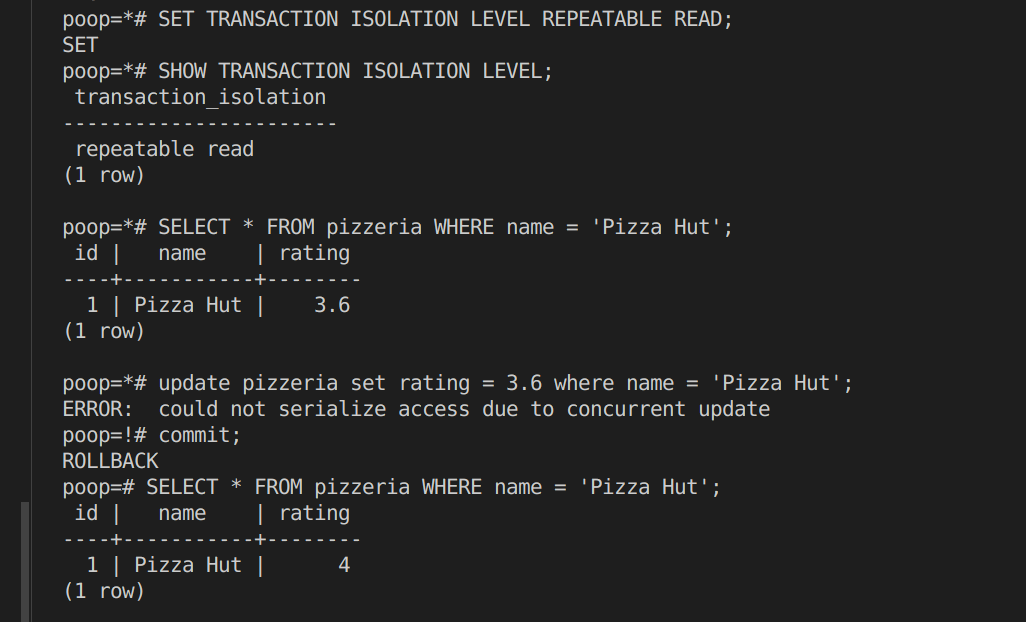 poop=*# SET TRANSACTION ISOLATION LEVEL REPEATABLE READ;
SET
poop=*# SHOW TRANSACTION ISOLATION LEVEL;
 transaction_isolation
-----------------------
 repeatable read
(1 row)

poop=*# SELECT * FROM pizzeria WHERE name = 'Pizza Hut';
 id |   name    | rating
----+-----------+--------
  1 | Pizza Hut |    3.6
(1 row)

poop=*# update pizzeria set rating = 3.6 where name = 'Pizza Hut';
ERROR:  could not serialize access due to concurrent update
poop=!# commit;
ROLLBACK
poop=# SELECT * FROM pizzeria WHERE name = 'Pizza Hut';
 id |   name    | rating
----+-----------+--------
  1 | Pizza Hut |      4
(1 row)